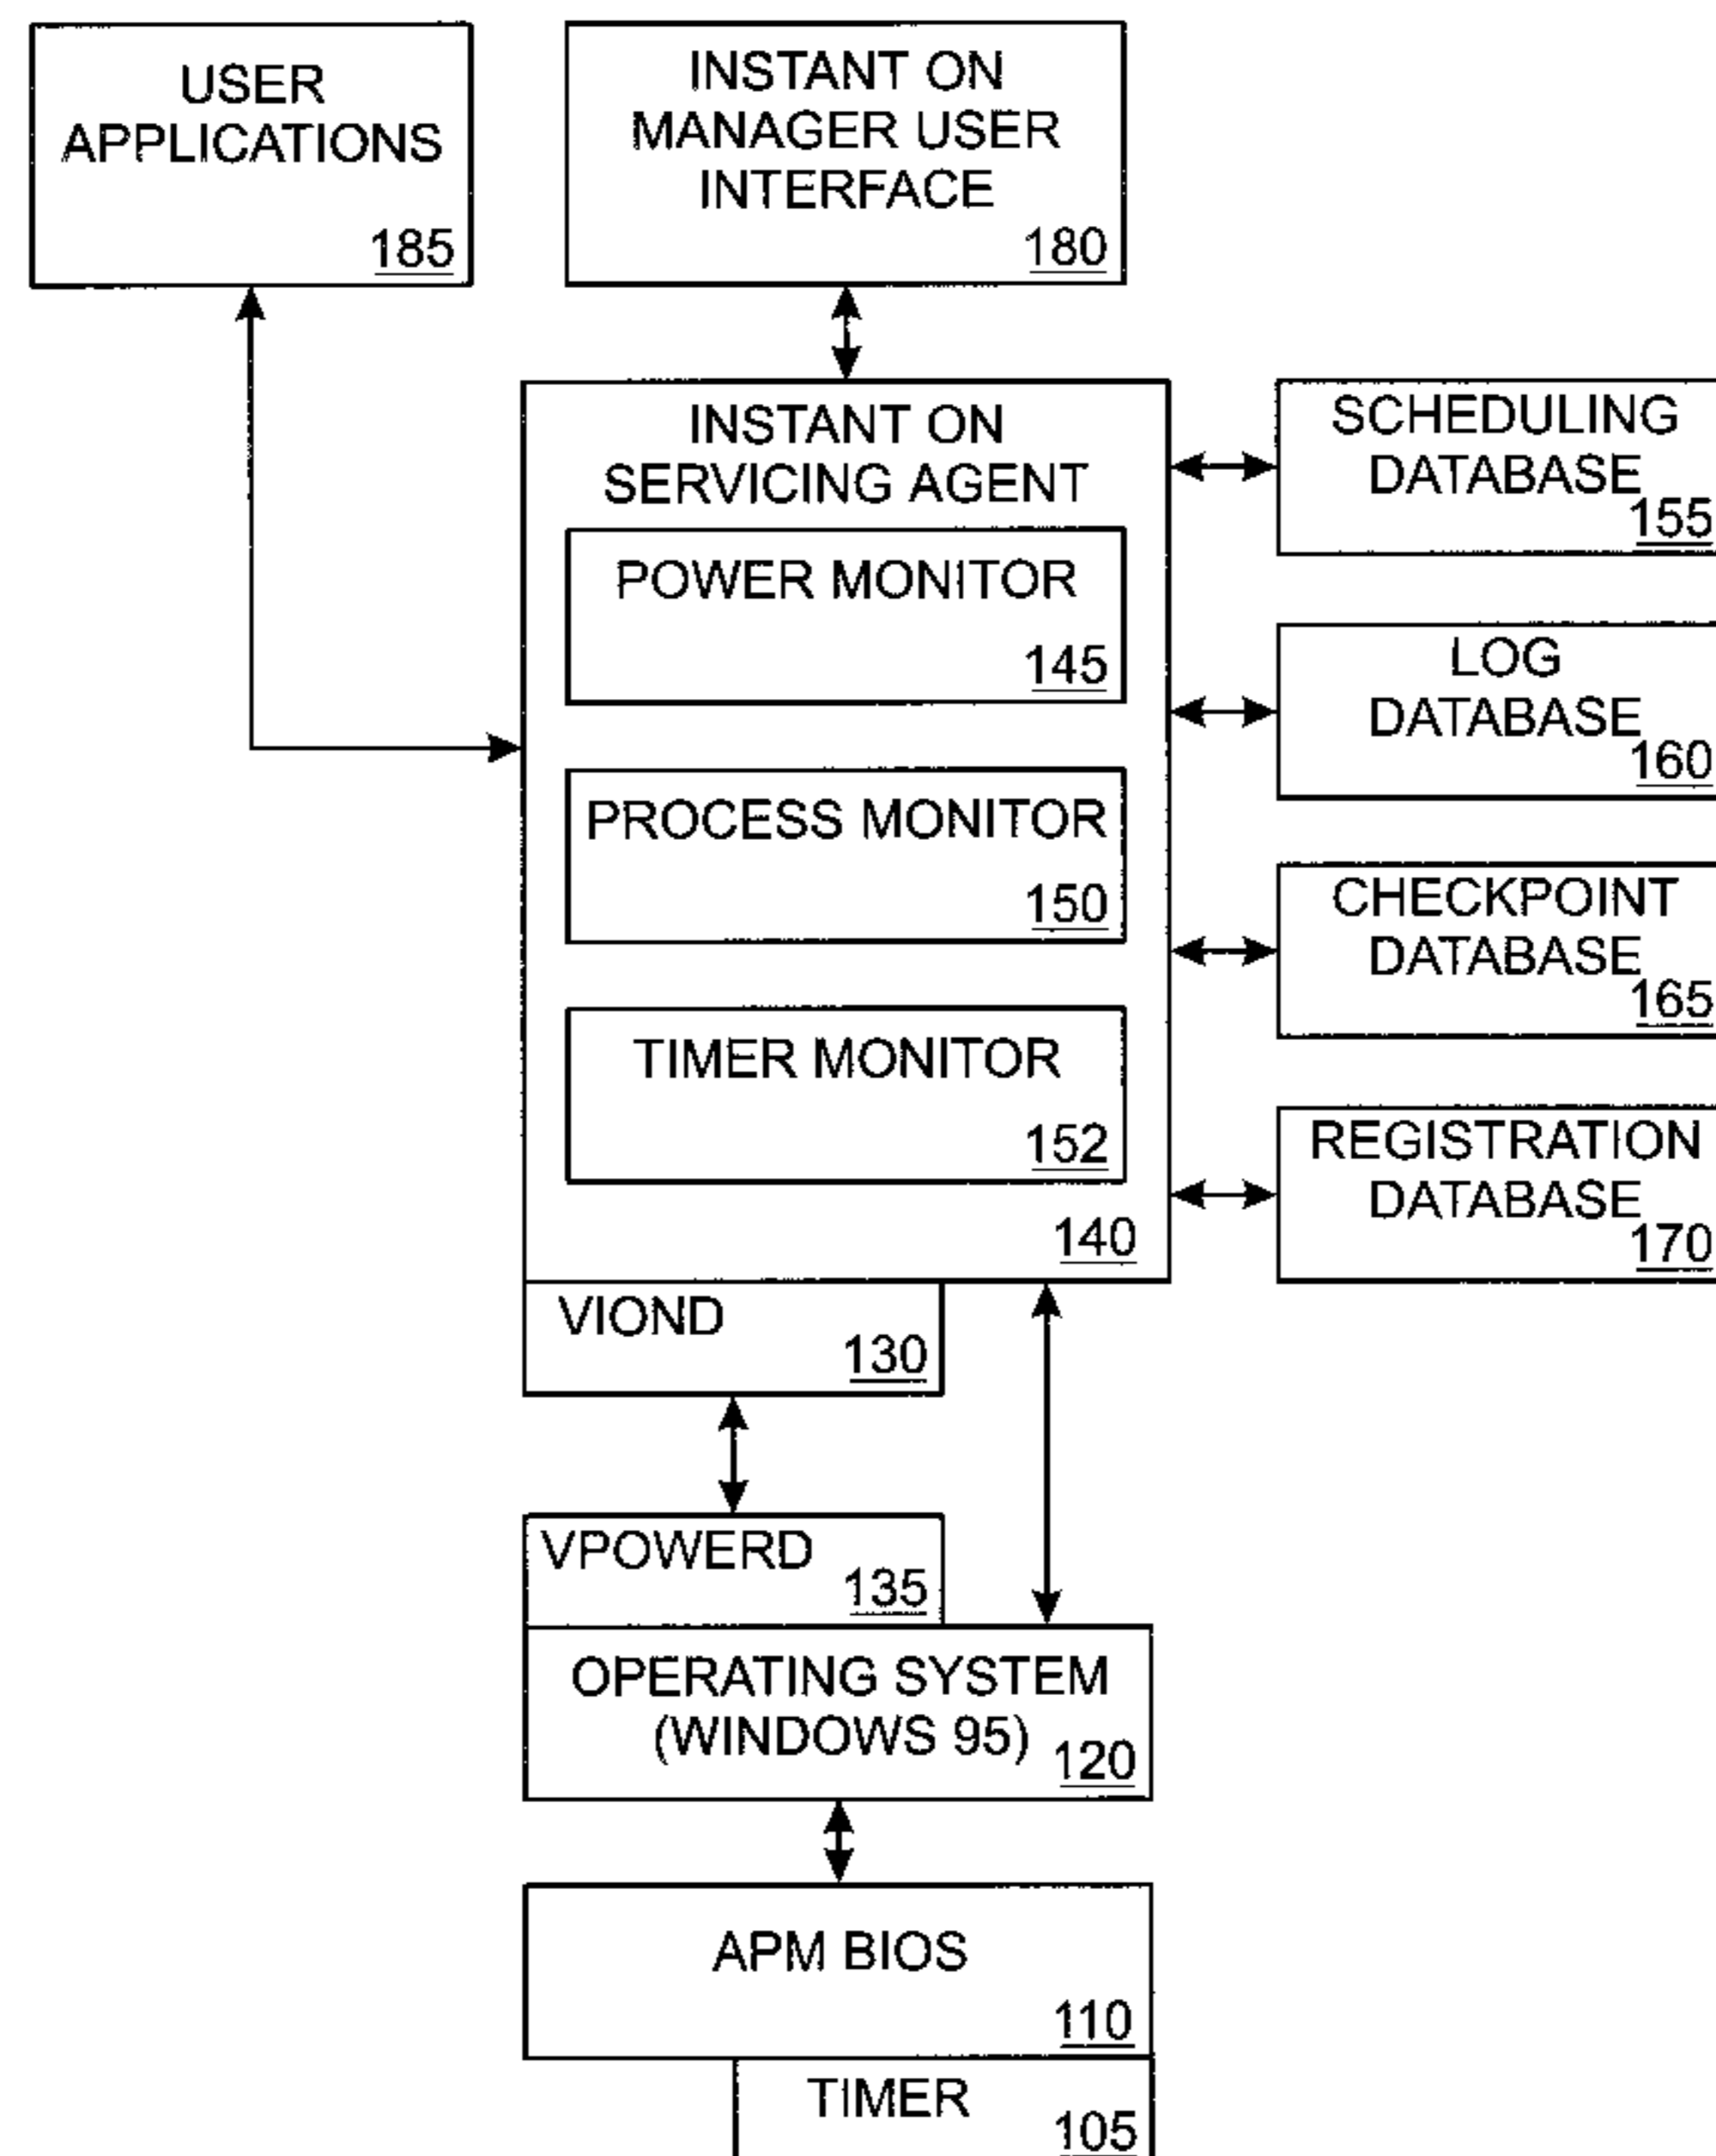 USER
APPLICATIONS
185
INSTANT ON
MANAGER USER
INTERFACE
180
INSTANT ON
SERVICING AGENT
POWER MONITOR
145
PROCESS MONITOR
150
TIMER MONITOR
152
140
SCHEDULING
DATABASE
155
LOG
DATABASE
160
CHECKPOINT
DATABASE
165
REGISTRATION
DATABASE
170
VIOND
130
VPOWERD
135
OPERATING SYSTEM
(WINDOWS 95)
120
APM BIOS
110
TIMER
105